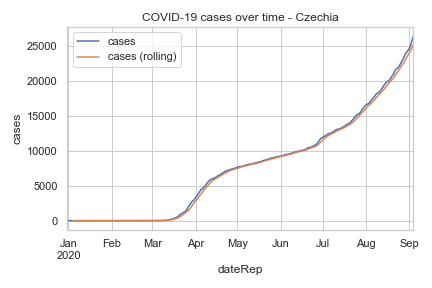 COVID-19 cases over time - Czechia
cases
cases (rolling)
25000
20000
15000
10000
5000
0
cases
Jan Feb Mar Apr May Jun Jul Aug Sep
2020
dateRep